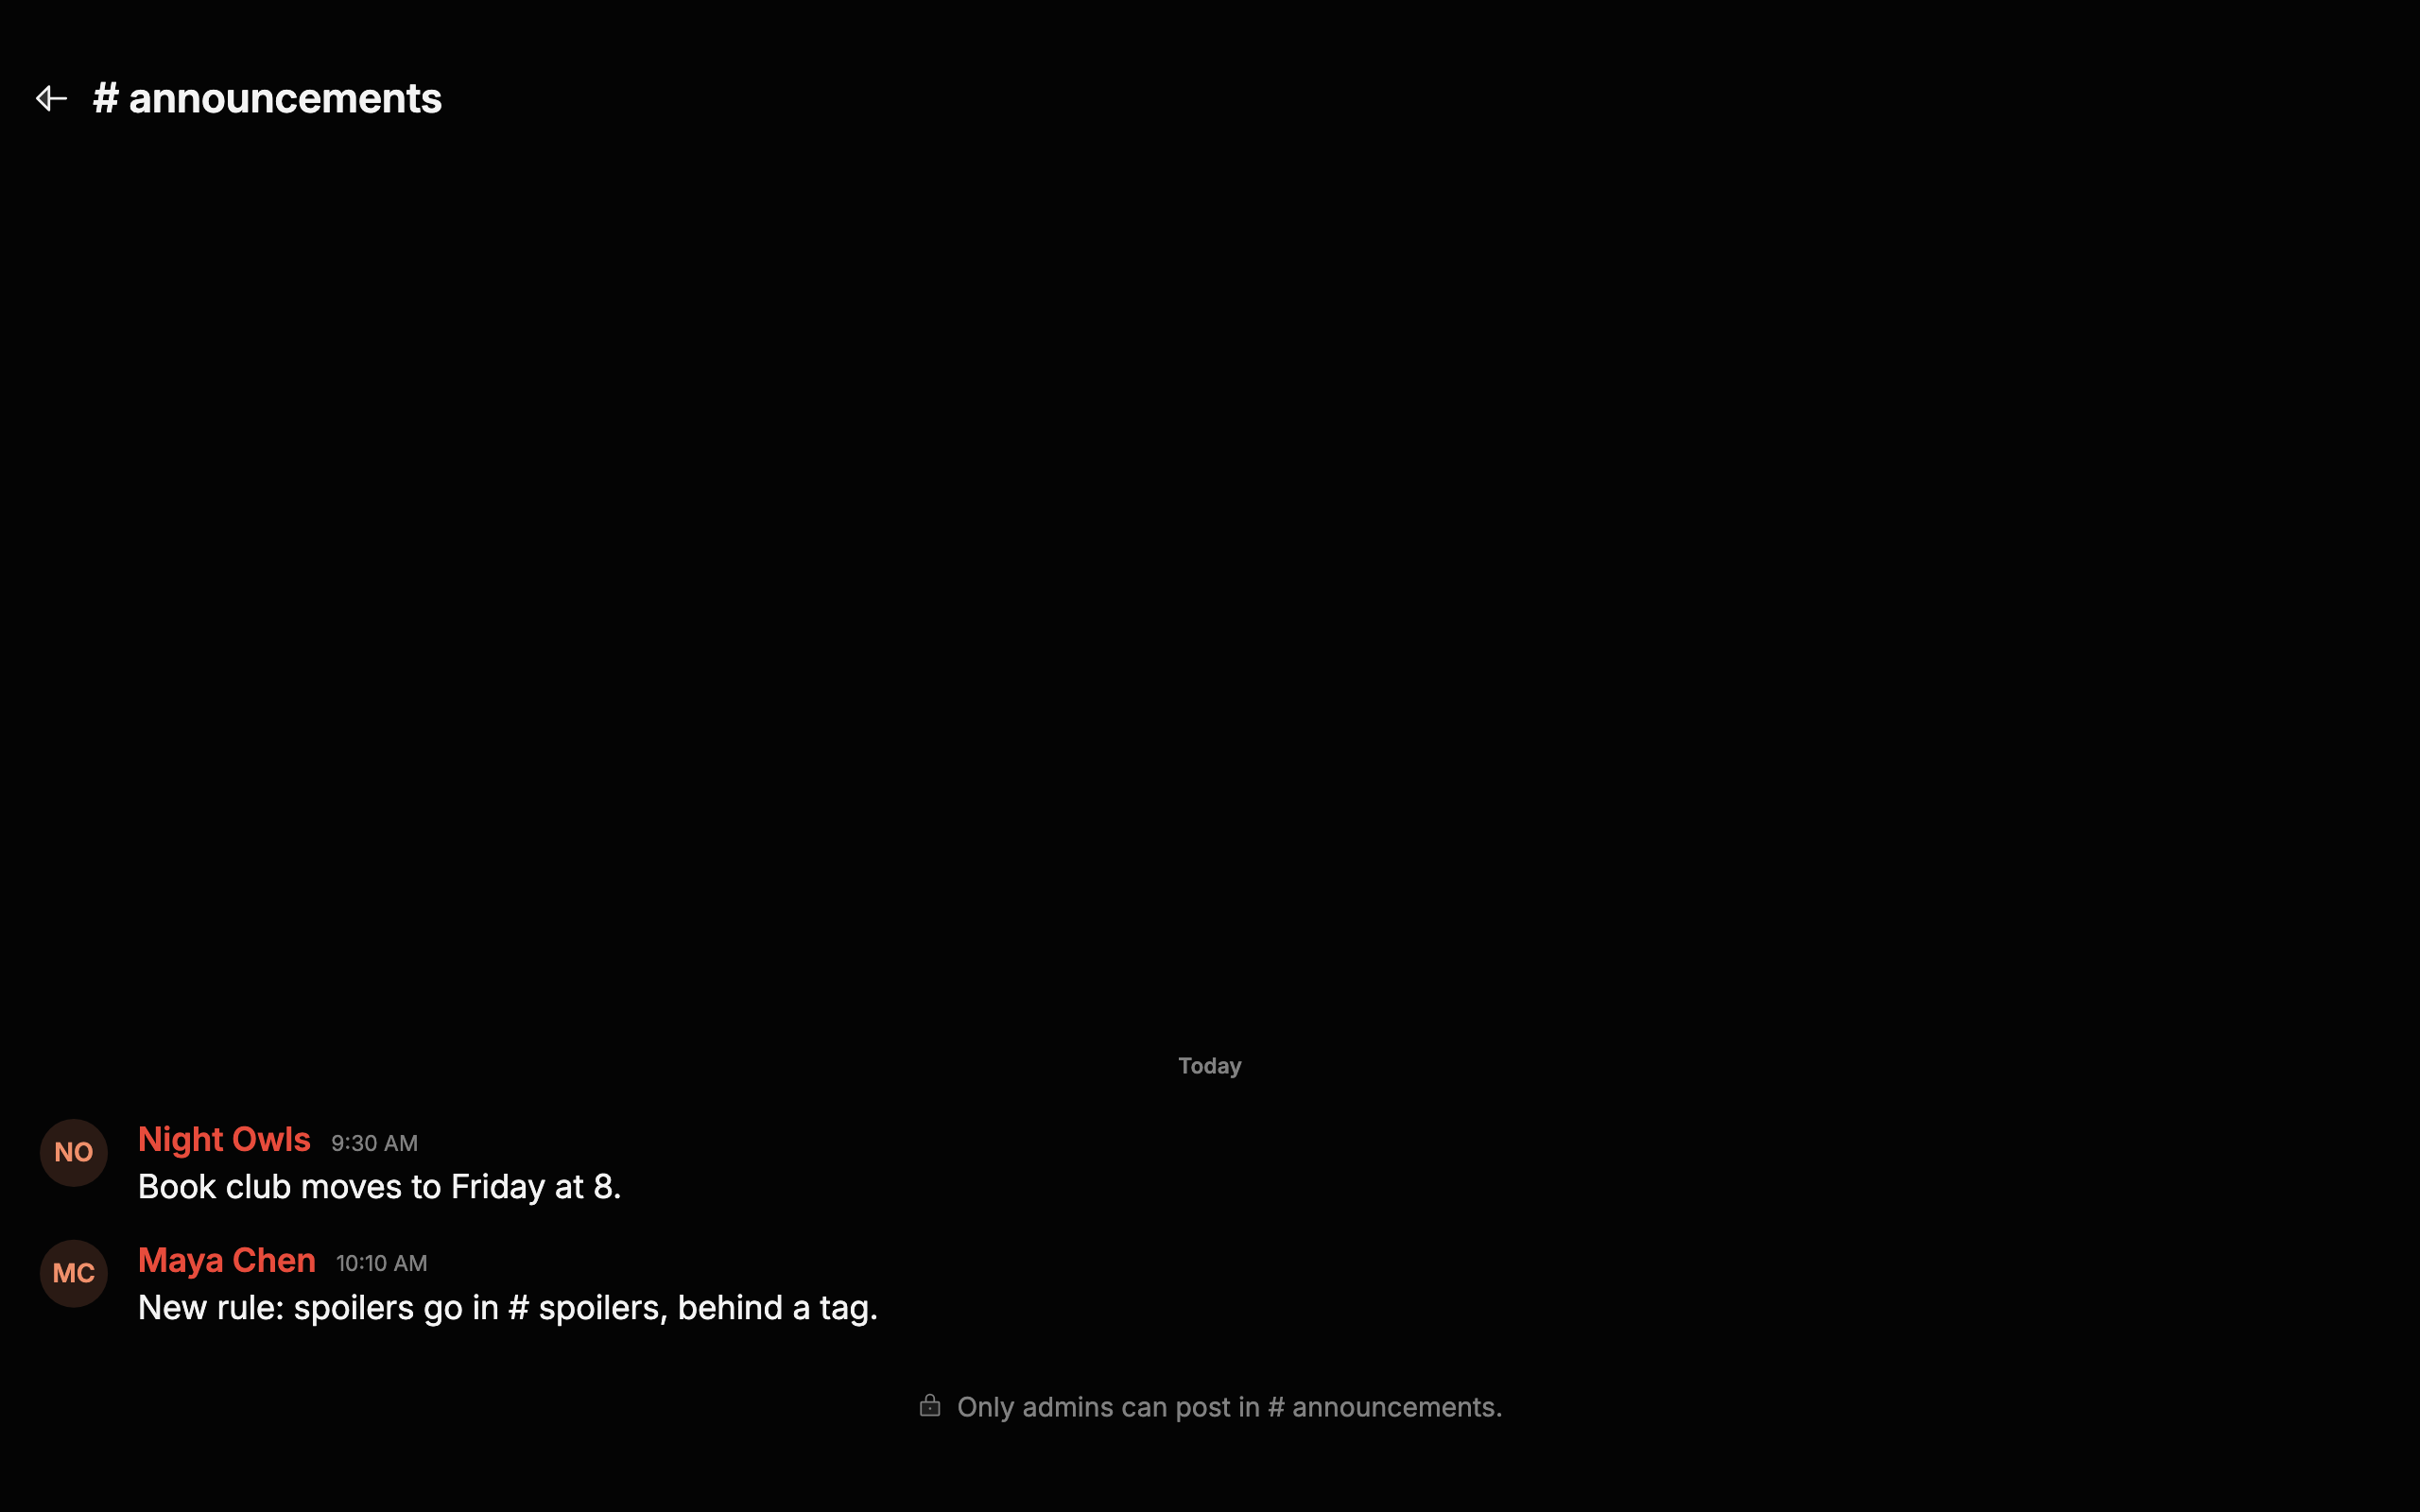 # announcements
Today
NO
Night Owls 9:30 AM
Book club moves to Friday at 8.
MC
Maya Chen 10:10 AM
New rule: spoilers go in # spoilers, behind a tag.
Only admins can post in # announcements.